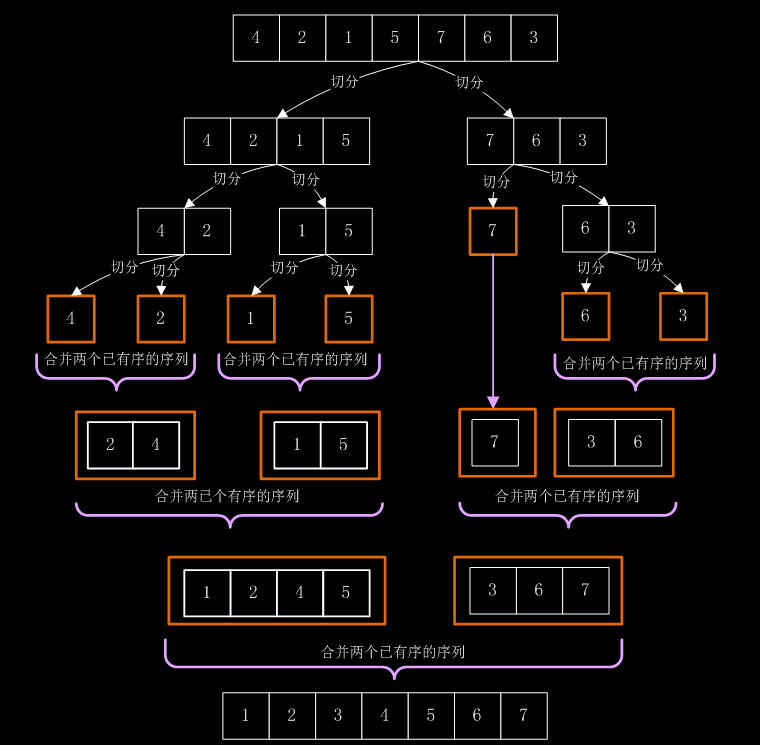 4 2 1 5 7 6 3
切分 切分
4 2 1 5 7 6 3
切分 切分 切分 切分
4 2 1 5 7 6 3
切分 切分 切分 切分 切分 切分
4 2 1 5 6 3
合并两个已有序的序列 合并两个已有序的序列 合并两个已有序的序列
2 4 1 5 7 3 6
合并两已个有序的序列 合并两个已有序的序列
1 2 4 5 3 6 7
合并两个已有序的序列
1 2 3 4 5 6 7